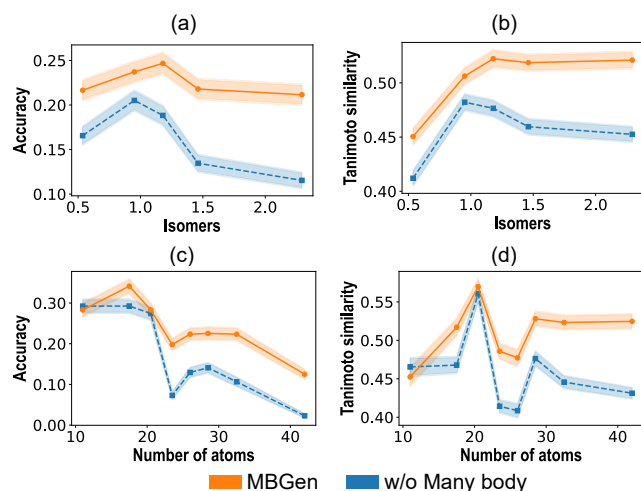 (a)
Accuracy
0.25
0.20
0.15
0.10
0.5 1.0 1.5 2.0
Isomers
(b)
Tanimoto similarity
0.50
0.45
0.40
0.5 1.0 1.5 2.0
Isomers
(c)
Accuracy
0.30
0.20
0.10
0.00
10 20 30 40
Number of atoms
(d)
Tanimoto similarity
0.55
0.50
0.45
0.40
10 20 30 40
Number of atoms
MBGen w/o Many body